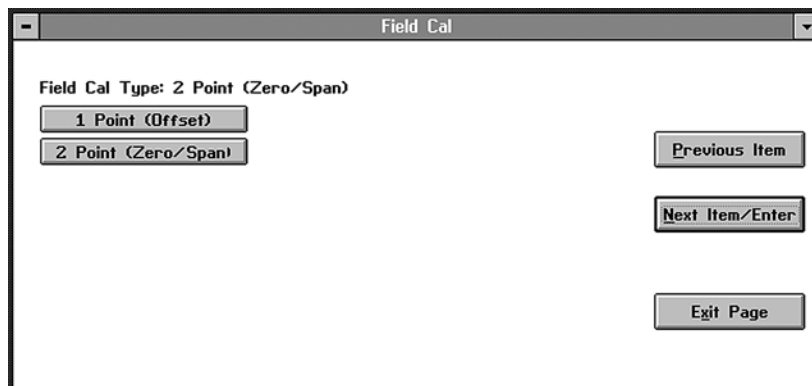 Field Cal
Field Cal Type: 2 Point (Zero/Span)
1 Point (Offset)
2 Point (Zero/Span)
Previous Item
Next Item/Enter
Exit Page